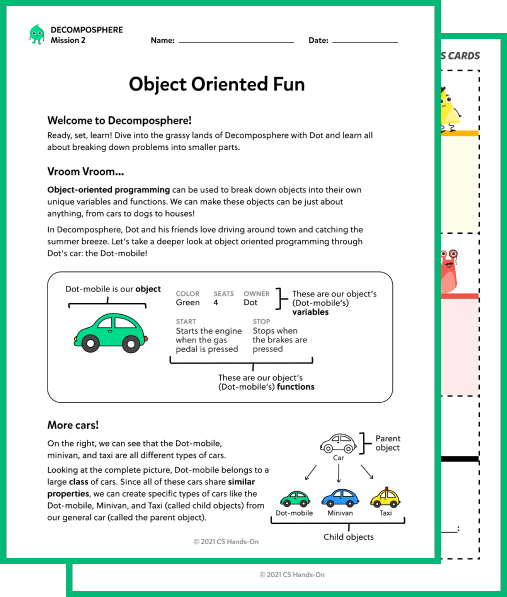 DECOMPOSPHERE
Mission 2
Name:
Date:
S CARDS
Object Oriented Fun
Welcome to Decomposphere!
Ready, set, learn! Dive into the grassy lands of Decomposphere with Dot and learn all
about breaking down problems into smaller parts.
Vroom Vroom...
Object-oriented programming can be used to break down objects into their own
unique variables and functions. We can make these objects can be just about
anything, from cars to dogs to houses!
In Decomposphere, Dot and his friends love driving around town and catching the
summer breeze. Let's take a deeper look at object oriented programming through
Dot's car: the Dot-mobile!
Dot-mobile is our object
COLOR SEATS OWNER
Green 4 Dot
These are our object's
(Dot-mobile's)
variables
START STOP
Starts the engine Stops when
when the gas the brakes are
pedal is pressed pressed
These are our object's
(Dot-mobile's) functions
More cars!
On the right, we can see that the Dot-mobile,
minivan, and taxi are all different types of cars.
Looking at the complete picture, Dot-mobile belongs to a
large class of cars. Since all of these cars share similar
properties, we can create specific types of cars like the
Dot-mobile, Minivan, and Taxi (called child objects) from
our general car (called the parent object).
Car
Parent
object
Dot-mobile Minivan Taxi
Child objects
© 2021 CS Hands-On
© 2021 CS Hands-On